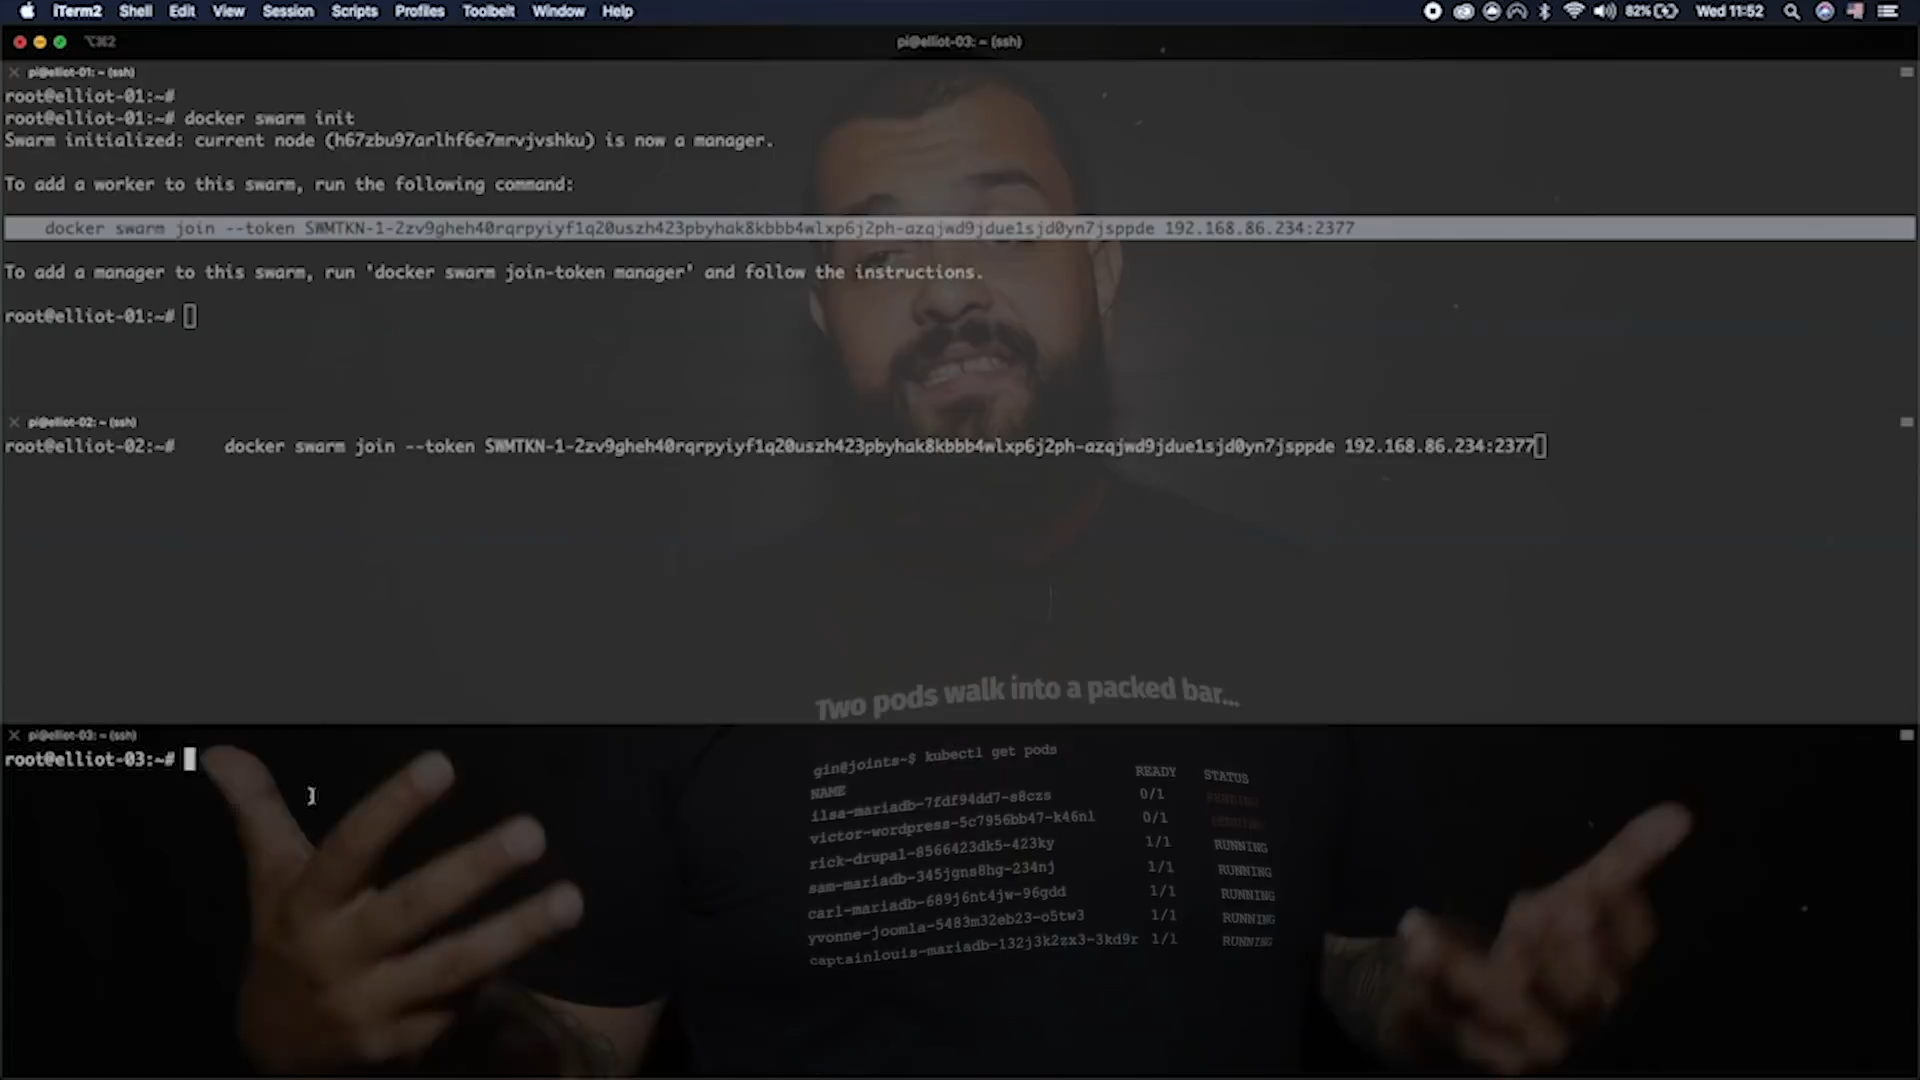 iTerm2 Shell Edit View Session Scripts Profiles Toolbelt Window Help 82% Wed 11:52
⌥⌘2 pi@elliot-03: ~ (ssh)
pi@elliot-01: ~ (ssh)
root@elliot-01:~#
root@elliot-01:~# docker swarm init
Swarm initialized: current node (h67zbu97arlhf6e7mrvjvshku) is now a manager.
To add a worker to this swarm, run the following command:
docker swarm join --token SWMTKN-1-2zv9gheh40rqrpyiyf1q20uszh423pbyhak8kbbb4wlxp6j2ph-azqjwd9jdue1sjd0yn7jsppde 192.168.86.234:2377
To add a manager to this swarm, run 'docker swarm join-token manager' and follow the instructions.
root@elliot-01:~#
pi@elliot-02: ~ (ssh)
root@elliot-02:~# docker swarm join --token SWMTKN-1-2zv9gheh40rqrpyiyf1q20uszh423pbyhak8kbbb4wlxp6j2ph-azqjwd9jdue1sjd0yn7jsppde 192.168.86.234:2377
Two pods walk into a packed bar...
pi@elliot-03: ~ (ssh)
root@elliot-03:~#
gin@joints~$ kubectl get pods
NAME READY STATUS
ilsa-mariadb-7fdf94dd7-s8czs 0/1
victor-wordpress-5c7956bb47-k46nl 0/1
rick-drupal-8566423dk5-423ky 1/1 RUNNING
sam-mariadb-345jgns8hg-234nj 1/1 RUNNING
carl-mariadb-689j6nt4jw-96gdd 1/1 RUNNING
yvonne-joomla-5483m32eb23-o5tw3 1/1 RUNNING
captainlouis-mariadb-132j3k2zx3-3kd9r 1/1 RUNNING